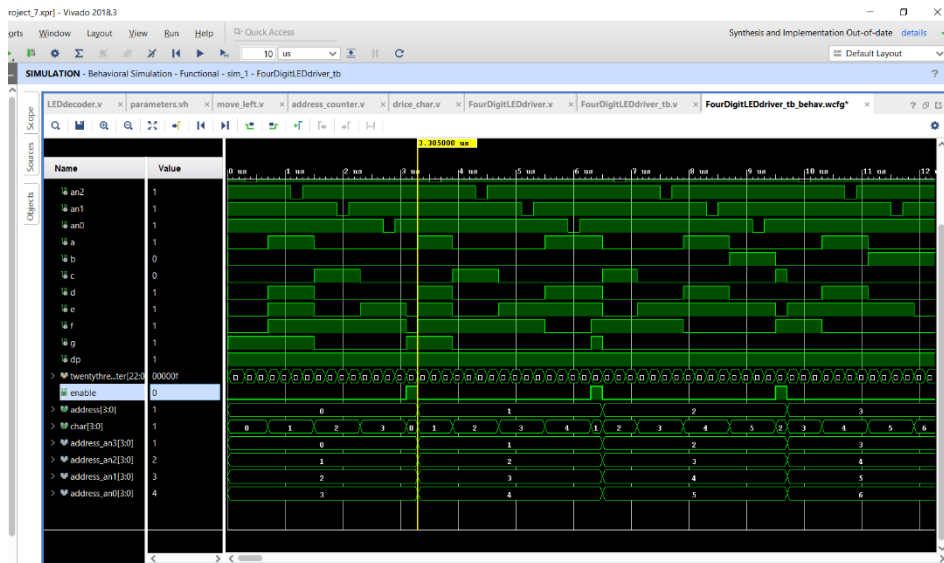 roject_7.xpr] - Vivado 2018.3
orts Window Layout View Run Help Q- Quick Access Synthesis and Implementation Out-of-date details
10 us Default Layout
SIMULATION - Behavioral Simulation - Functional - sim_1 - FourDigitLEDdriver_tb ?
LEDdecoder.v × parameters.vh × move_left.v × address_counter.v × drice_char.v × FourDigitLEDdriver.v × FourDigitLEDdriver_tb.v × FourDigitLEDdriver_tb_behav.wcfg* × ?
Scope
Sources
Objects
3.305000 us
Name Value 0 us 1 us 2 us 3 us 4 us 5 us 6 us 7 us 8 us 9 us 10 us 11 us 12
an2 1
an1 1
an0 1
a 1
b 0
c 0
d 1
e 1
f 1
g 1
dp 1
twentythre...ter[22:0 00000f
enable 0
address[3:0] 1 0 1 2 3
char[3:0] 1 0 1 2 3 0 1 2 3 4 1 2 3 4 5 2 3 4 5 6
address_an3[3:0] 1 0 1 2 3
address_an2[3:0] 2 1 2 3 4
address_an1[3:0] 3 2 3 4 5
address_an0[3:0] 4 3 4 5 6